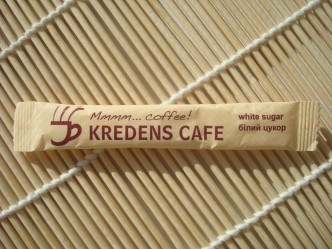 Mmmm... coffee!
KREDENS CAFE
white sugar
білий цукор